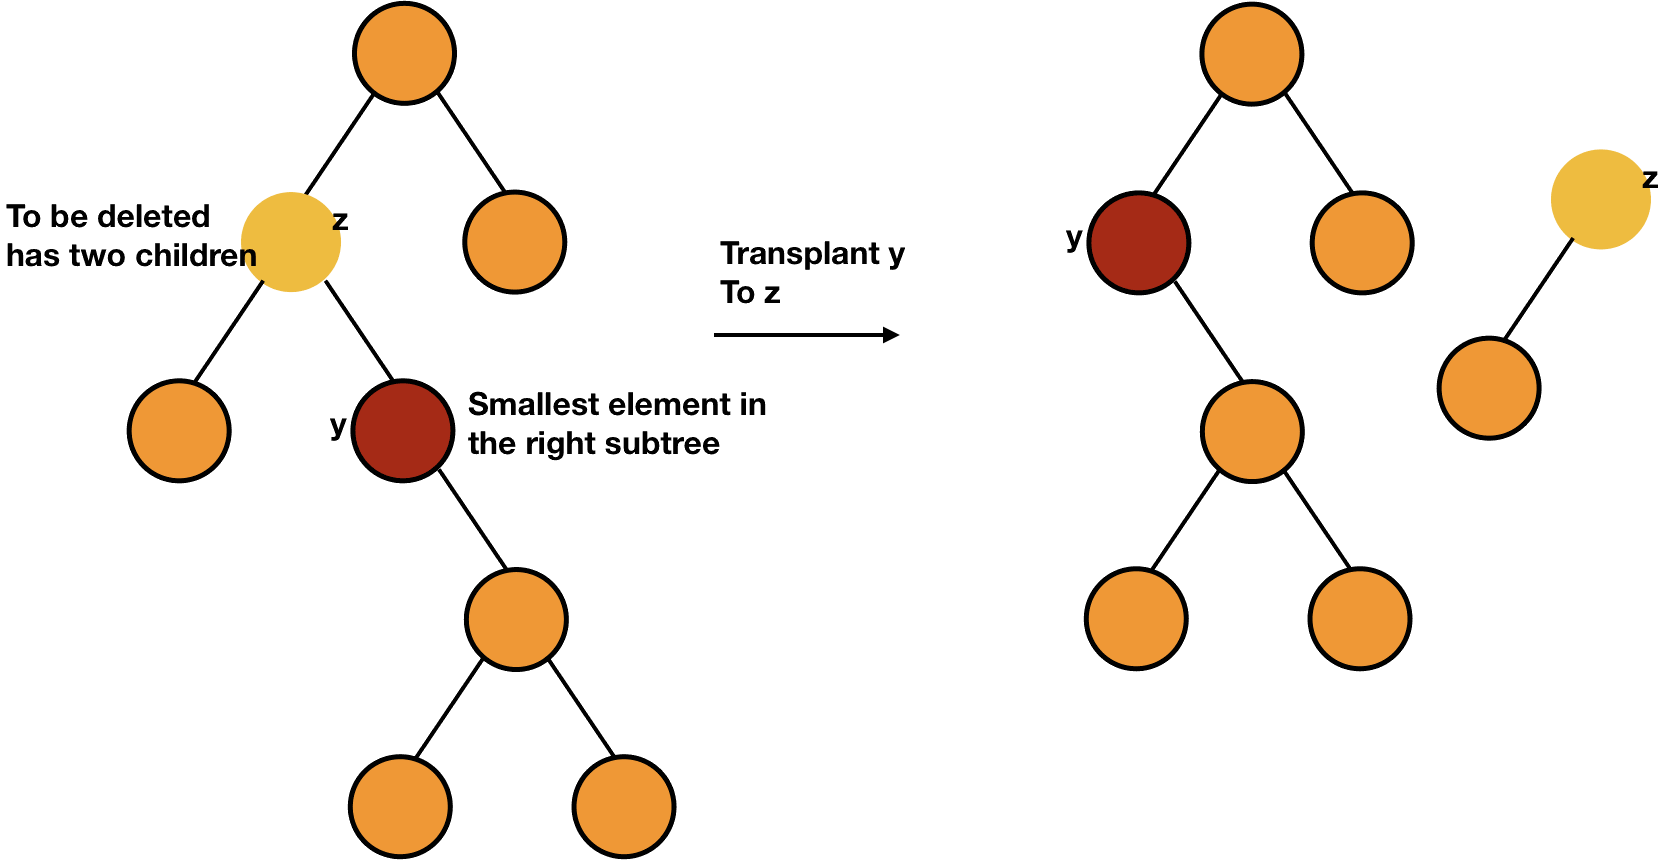 z
To be deleted
has two children
y
Smallest element in
the right subtree
Transplant y
To z
y
z